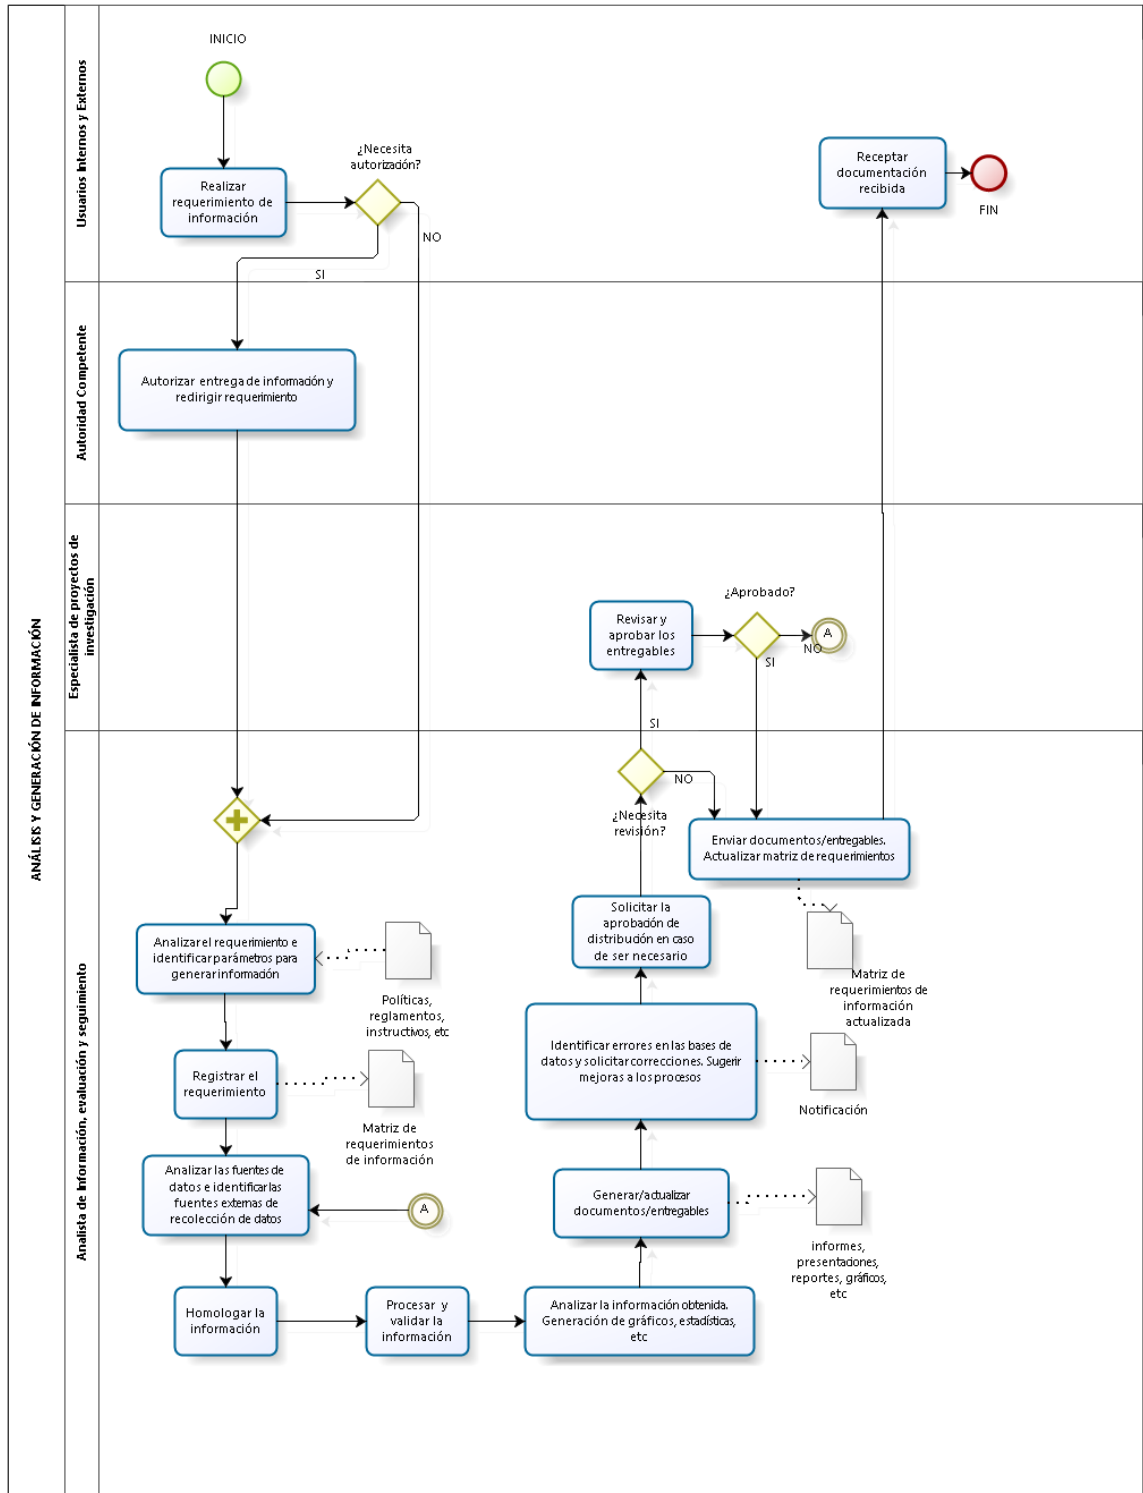 ANÁLISIS Y GENERACIÓN DE INFORMACIÓN
Usuarios Internos y Externos
INICIO
Realizar
requerimiento de
información
¿Necesita
autorización?
NO
SI
Receptar
documentación
recibida
FIN
Autoridad Competente
Autorizar entrega de información y
redirigir requerimiento
Especialista de proyectos de
investigación
Revisar y
aprobar los
entregables
¿Aprobado?
A
NO
SI
SI
Analista de Información, evaluación y seguimiento
NO
¿Necesita
revisión?
Enviar documentos/entregables.
Actualizar matriz de requerimientos
Solicitar la
aprobación de
distribución en caso
de ser necesario
Matriz de
requerimientos de
información
actualizada
Analizar el requerimiento e
identificar parámetros para
generar información
Políticas,
reglamentos,
instructivos, etc
Identificar errores en las bases de
datos y solicitar correcciones. Sugerir
mejoras a los procesos
Notificación
Registrar el
requerimiento
Matriz de
requerimientos
de información
Analizar las fuentes de
datos e identificar las
fuentes externas de
recolección de datos
A
Generar/actualizar
documentos/entregables
informes,
presentaciones,
reportes, gráficos,
etc
Homologar la
información
Procesar y
validar la
información
Analizar la información obtenida.
Generación de gráficos, estadísticas,
etc